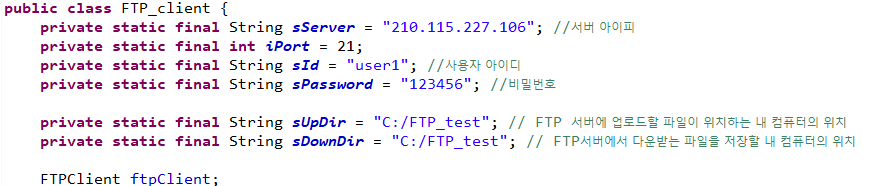 public class FTP_client {
private static final String sServer = "210.115.227.106"; //서버 아이피
private static final int iPort = 21;
private static final String sId = "user1"; //사용자 아이디
private static final String sPassword = "123456"; //비밀번호
private static final String sUpDir = "C:/FTP_test"; // FTP 서버에 업로드할 파일이 위치하는 내 컴퓨터의 위치
private static final String sDownDir = "C:/FTP_test"; // FTP서버에서 다운받는 파일을 저장할 내 컴퓨터의 위치
FTPClient ftpClient;